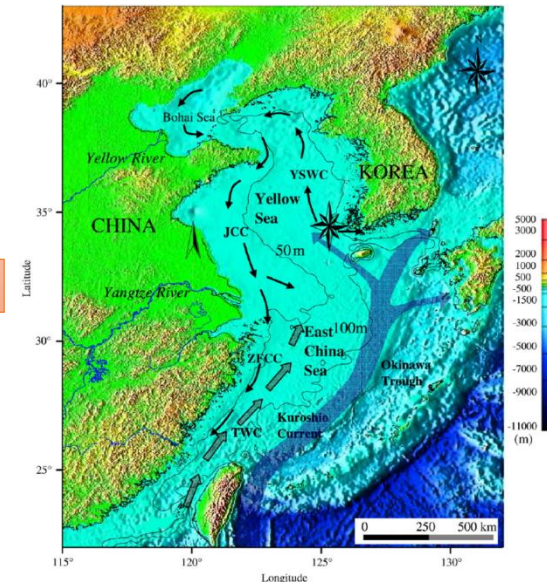 40°
35°
30°
25°
Latitude
115°
120°
125°
130°
Longitude
Bohai Sea
Yellow River
YSWC
KOREA
Yellow
Sea
CHINA
JCC
50m
Yangtze River
100m
East
China
Sea
ZFCC
Okinawa
Trough
TWC
Kuroshio
Current
0 250 500 km
5000
3000
2000
1000
500
-500
-1500
-3000
-5000
-7000
-9000
-11000
(m)